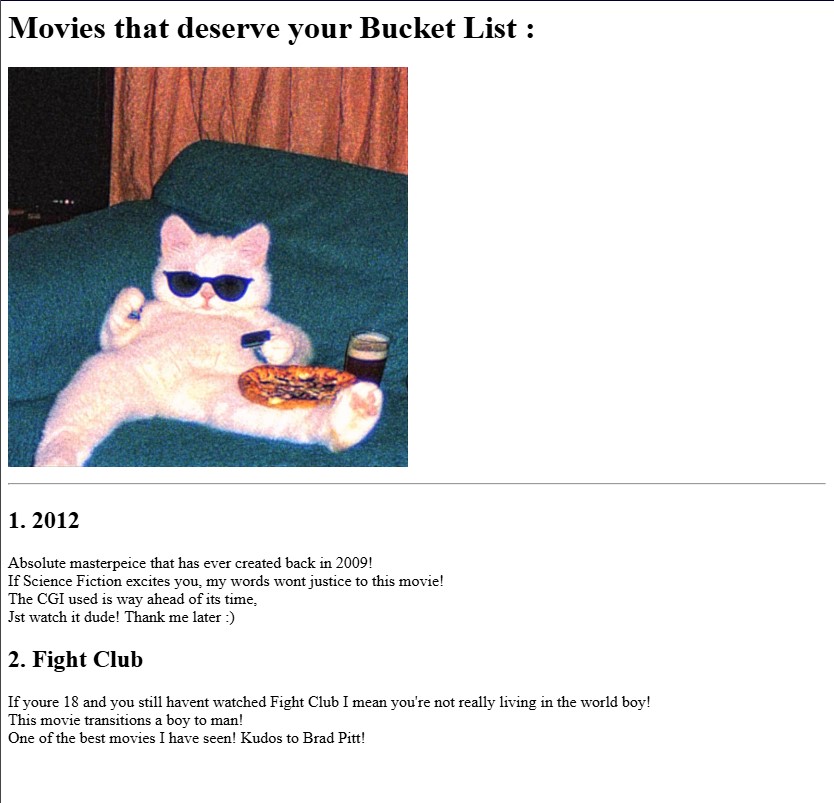 Movies that deserve your Bucket List :
1. 2012
Absolute masterpeice that has ever created back in 2009!
If Science Fiction excites you, my words wont justice to this movie!
The CGI used is way ahead of its time,
Jst watch it dude! Thank me later :)
2. Fight Club
If youre 18 and you still havent watched Fight Club I mean you're not really living in the world boy!
This movie transitions a boy to man!
One of the best movies I have seen! Kudos to Brad Pitt!